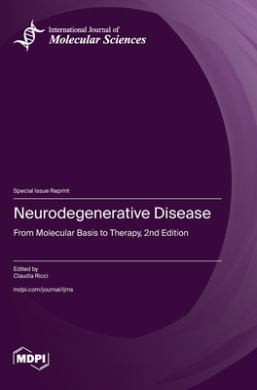 International Journal of
Molecular Sciences
Special Issue Reprint
Neurodegenerative Disease
From Molecular Basis to Therapy, 2nd Edition
Edited by
Claudia Ricci
mdpi.com/journal/ijms
MDPI